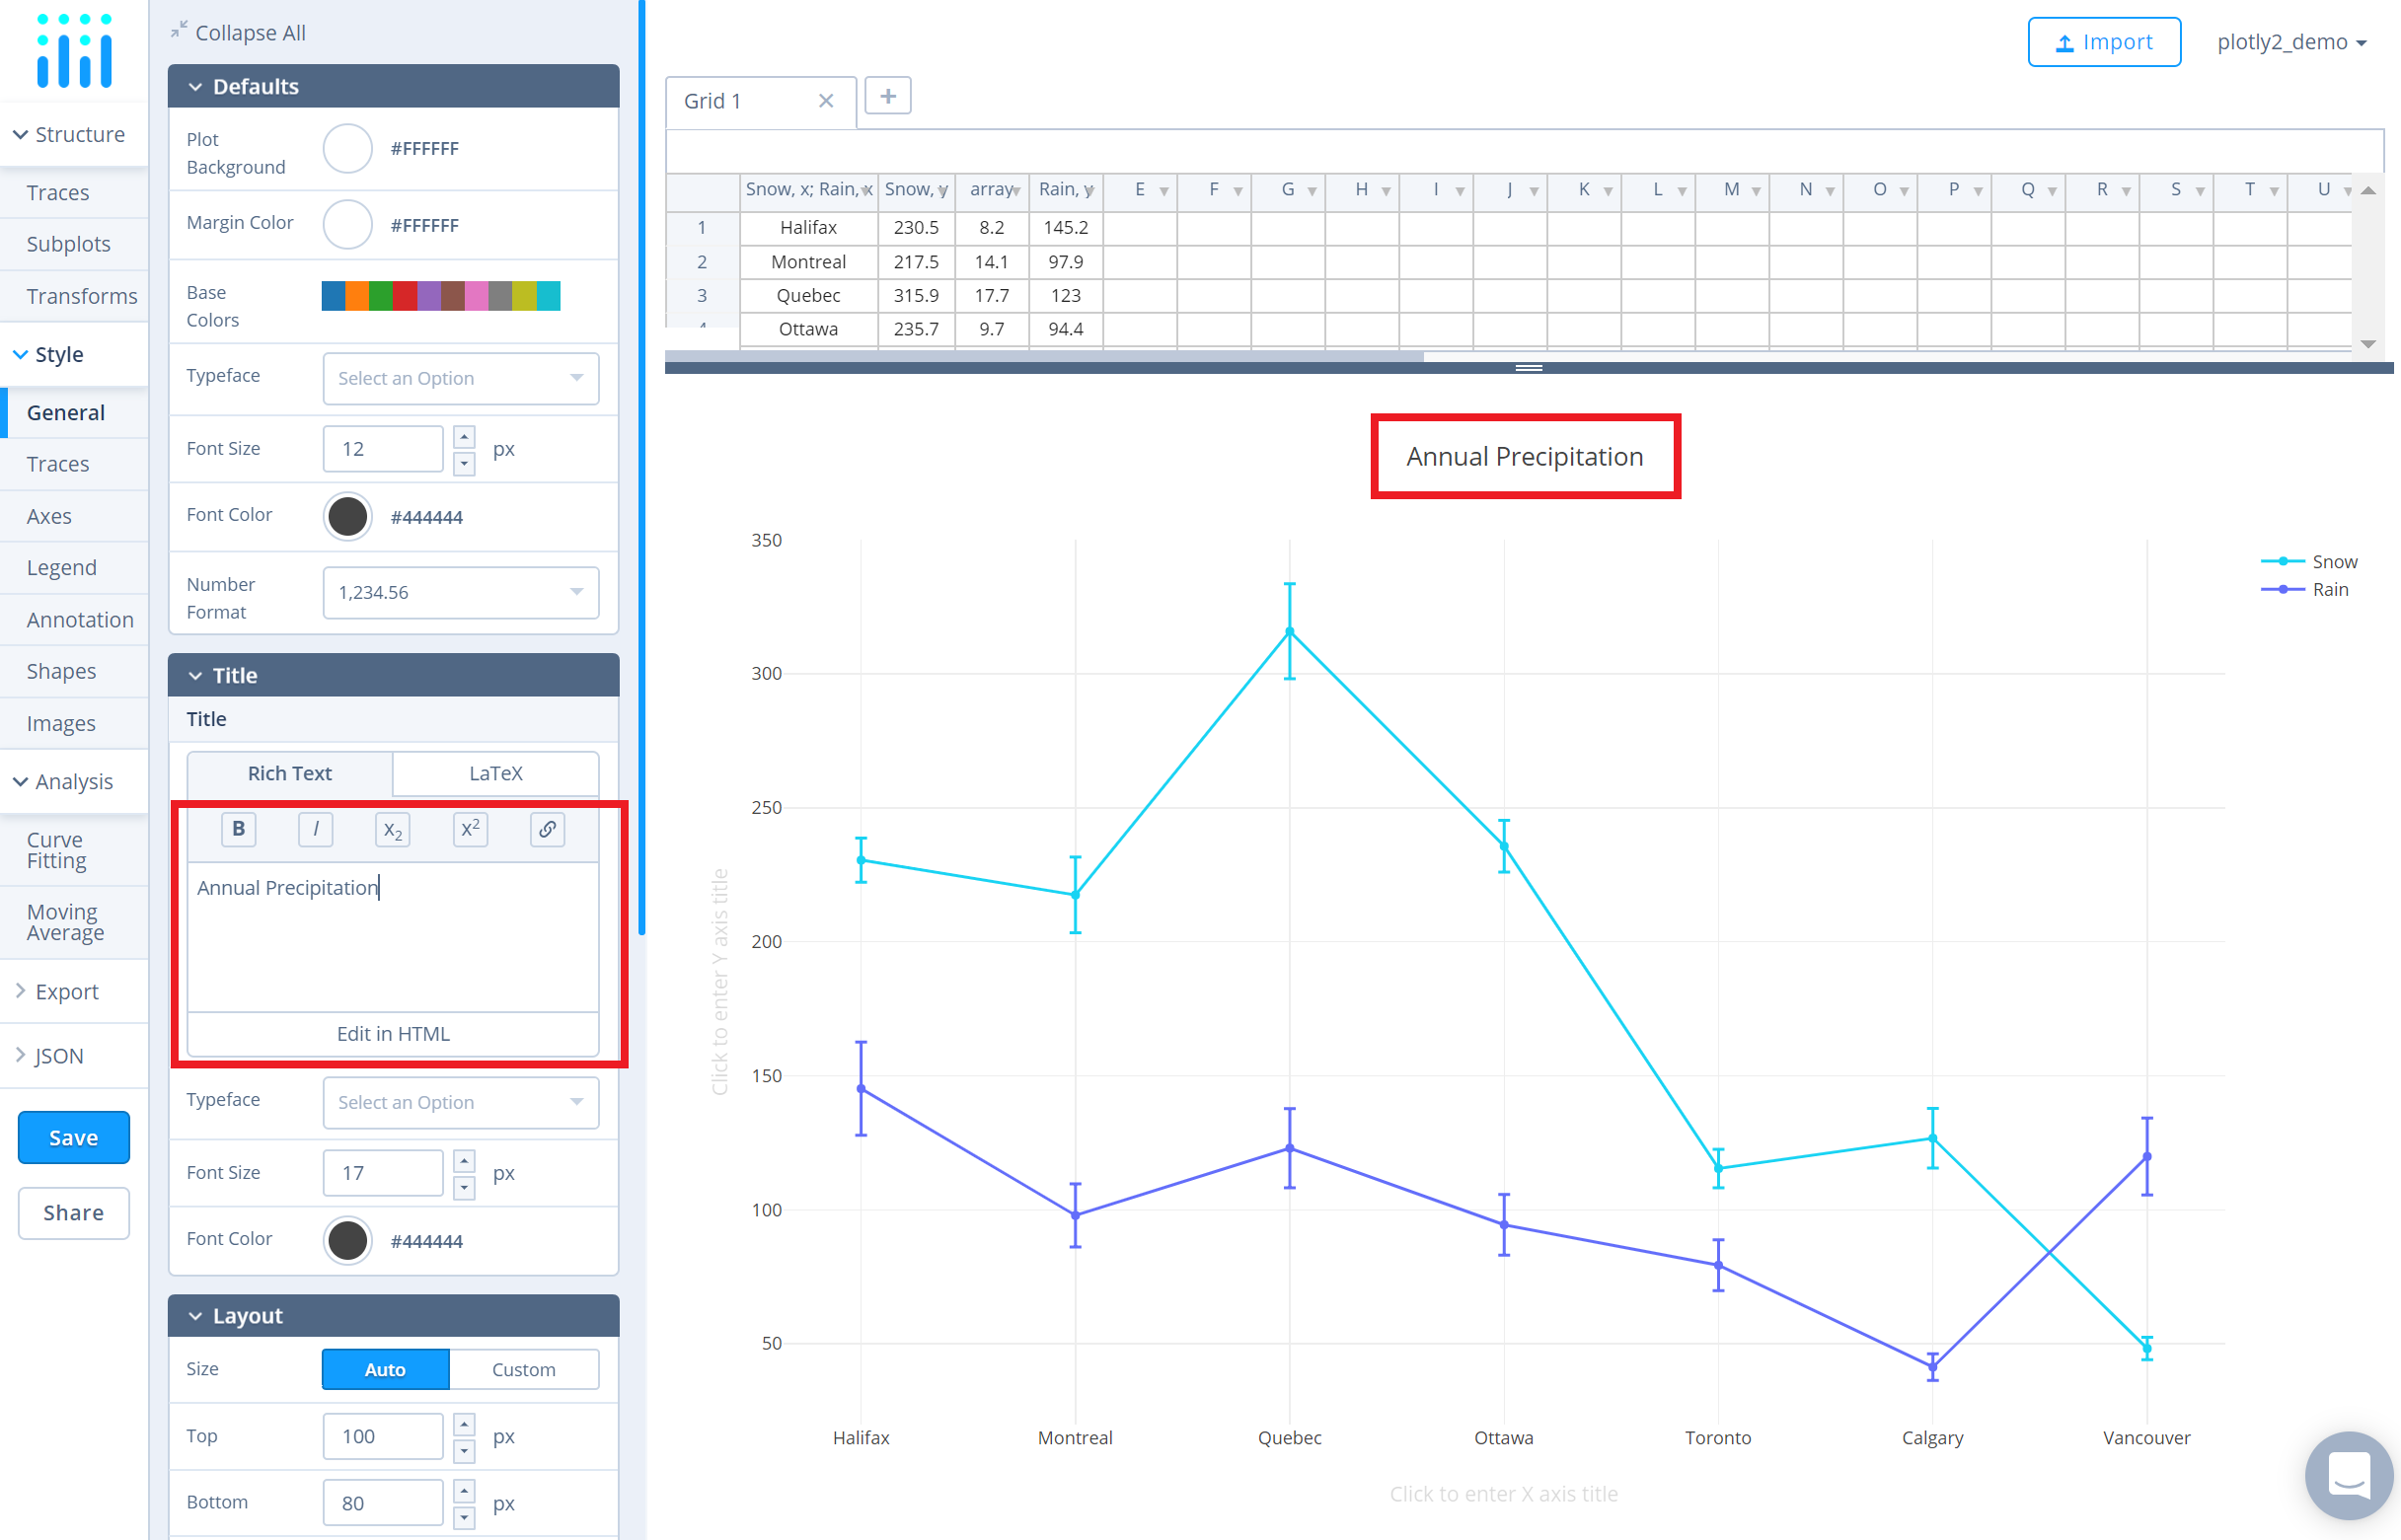 Collapse All
Import
plotly2_demo
Structure
Traces
Subplots
Transforms
Style
General
Traces
Axes
Legend
Annotation
Shapes
Images
Analysis
Curve
Fitting
Moving
Average
Export
JSON
Save
Share
Defaults
Plot
Background
#FFFFFF
Margin Color
#FFFFFF
Base
Colors
Typeface
Select an Option
Font Size
12
px
Font Color
#444444
Number
Format
1,234.56
Title
Title
Rich Text
LaTeX
B
I
x2
x2
Annual Precipitation
Edit in HTML
Typeface
Select an Option
Font Size
17
px
Font Color
#444444
Layout
Size
Auto
Custom
Top
100
px
Bottom
80
px
Grid 1
Snow, x; Rain, x Snow, y array Rain, y E F G H I J K L M N O P Q R S T U
1 Halifax 230.5 8.2 145.2
2 Montreal 217.5 14.1 97.9
3 Quebec 315.9 17.7 123
Ottawa 235.7 9.7 94.4
Annual Precipitation
Snow
Rain
350
300
250
200
150
100
50
Click to enter Y axis title
Halifax Montreal Quebec Ottawa Toronto Calgary Vancouver
Click to enter X axis title